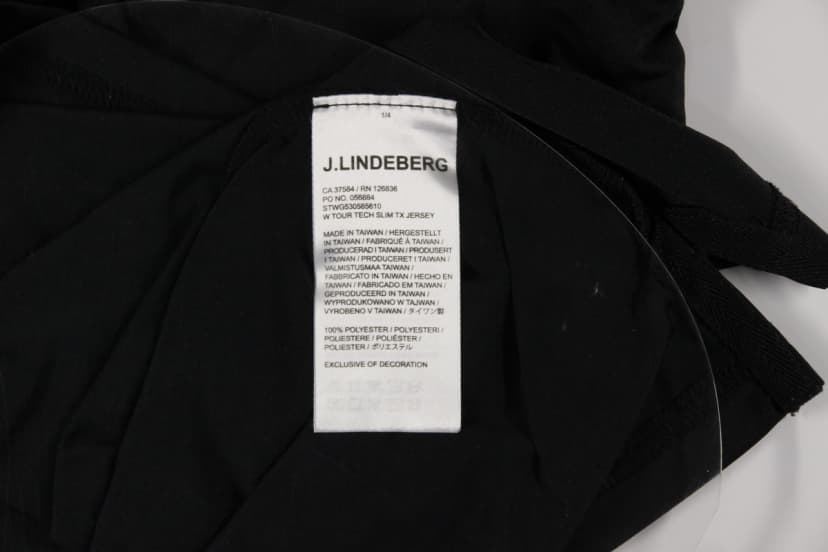 1/4
J.LINDEBERG
CA 37584 / RN 126836
PO NO. 056884
STWG530565610
W TOUR TECH SLIM TX JERSEY
MADE IN TAIWAN / HERGESTELLT
IN TAIWAN / FABRIQUÉ À TAIWAN /
PRODUCERAD I TAIWAN / PRODUSERT
I TAIWAN / PRODUCERET I TAIWAN /
VALMISTUSMAA TAIWAN /
FABBRICATO IN TAIWAN / HECHO EN
TAIWAN / FABRICADO EM TAIWAN /
GEPRODUCEERD IN TAIWAN /
WYPRODUKOWANO W TAJWAN /
VYROBENO V TAIWAN / タイワン製
100% POLYESTER / POLYESTERI /
POLIESTERE / POLIÉSTER /
POLIESTER / ポリエステル
EXCLUSIVE OF DECORATION